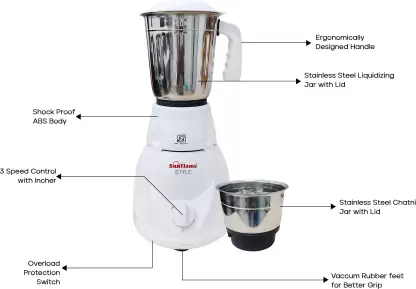 Ergonomically
Designed Handle
Stainless Steel Liquidizing
Jar with Lid
Shock Proof
ABS Body
Sunflame
STYLE
3 Speed Control
with Incher
Stainless Steel Chatni
Jar with Lid
Overload
Protection
Switch
Vaccum Rubber feet
for Better Grip